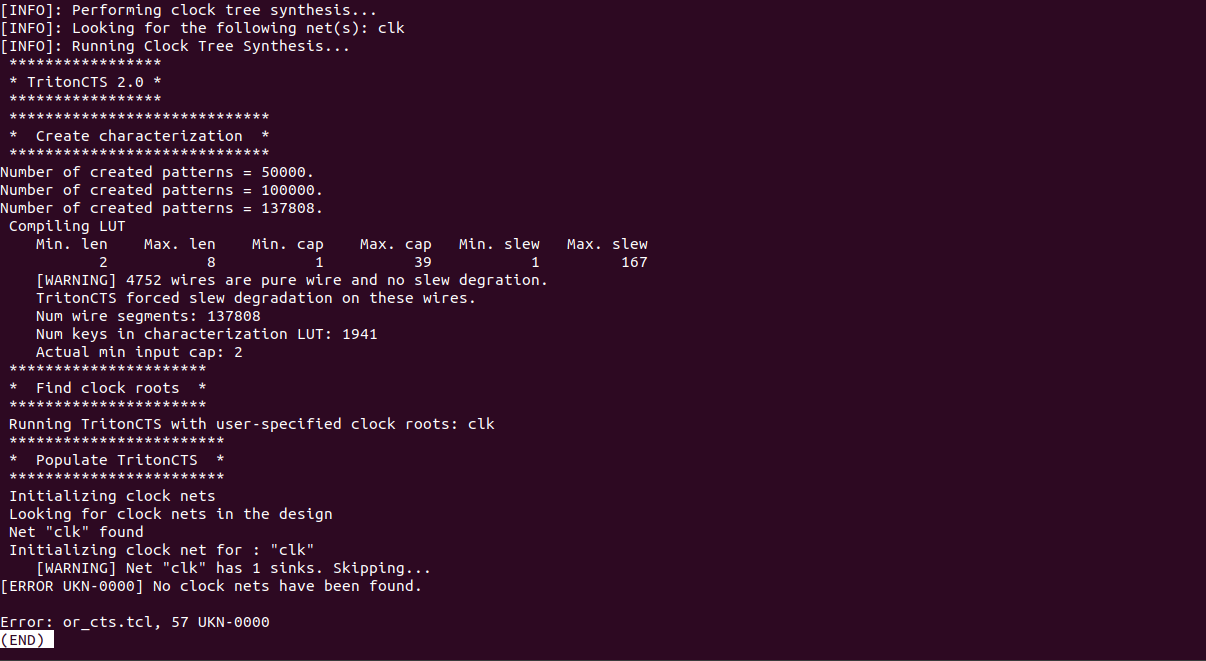 [INFO]: Performing clock tree synthesis...
[INFO]: Looking for the following net(s): clk
[INFO]: Running Clock Tree Synthesis...
 *****************
 * TritonCTS 2.0 *
 *****************
 *****************************
 *  Create characterization  *
 *****************************
Number of created patterns = 50000.
Number of created patterns = 100000.
Number of created patterns = 137808.
 Compiling LUT
    Min. len    Max. len    Min. cap    Max. cap   Min. slew   Max. slew
           2           8           1          39           1         167
    [WARNING] 4752 wires are pure wire and no slew degration.
    TritonCTS forced slew degradation on these wires.
    Num wire segments: 137808
    Num keys in characterization LUT: 1941
    Actual min input cap: 2
 **********************
 *  Find clock roots  *
 **********************
 Running TritonCTS with user-specified clock roots: clk
 ************************
 *  Populate TritonCTS  *
 ************************
 Initializing clock nets
 Looking for clock nets in the design
 Net "clk" found
 Initializing clock net for : "clk"
    [WARNING] Net "clk" has 1 sinks. Skipping...
[ERROR UKN-0000] No clock nets have been found.

Error: or_cts.tcl, 57 UKN-0000
(END)